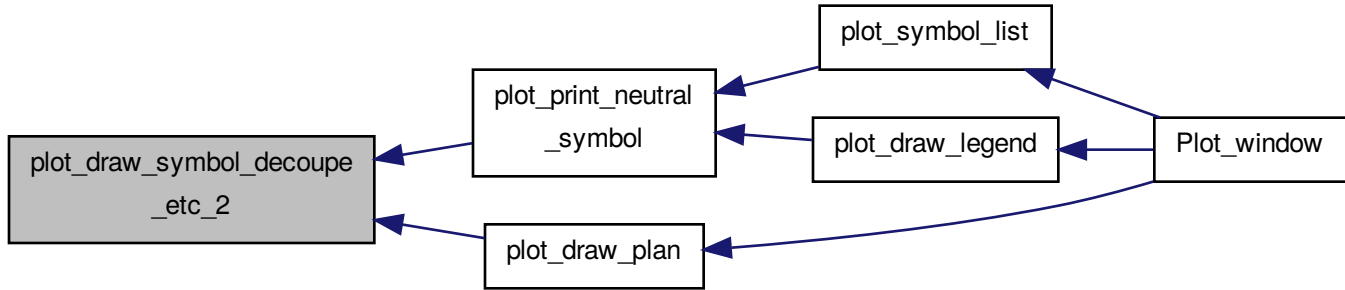 plot_draw_symbol_decoupe
_etc_2
plot_print_neutral
_symbol
plot_symbol_list
plot_draw_legend
Plot_window
plot_draw_plan